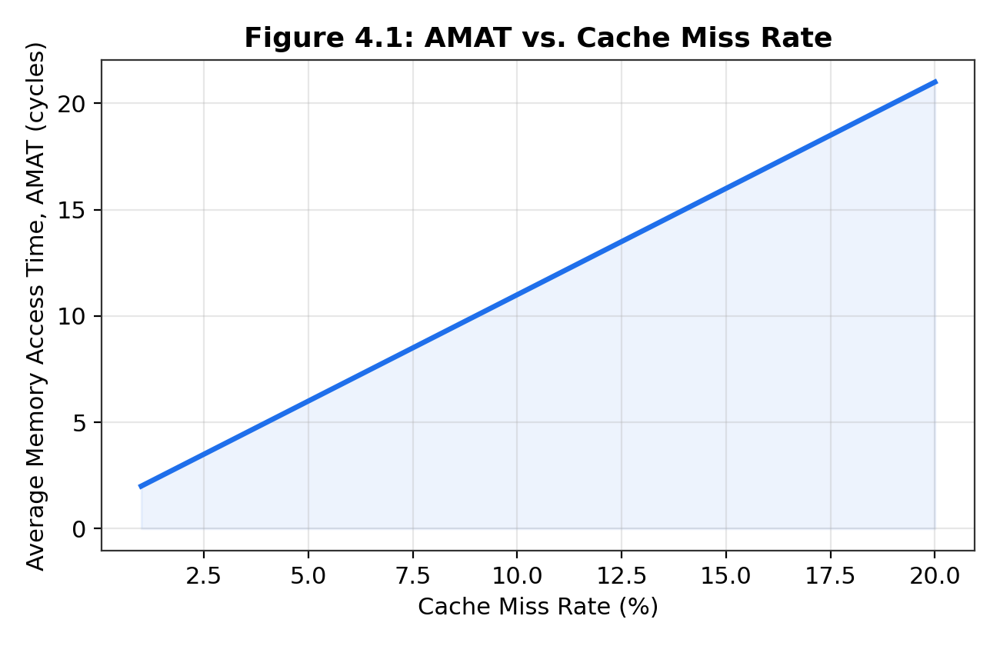 Figure 4.1: AMAT vs. Cache Miss Rate
Average Memory Access Time, AMAT (cycles)
20
15
10
5
0
2.5 5.0 7.5 10.0 12.5 15.0 17.5 20.0
Cache Miss Rate (%)